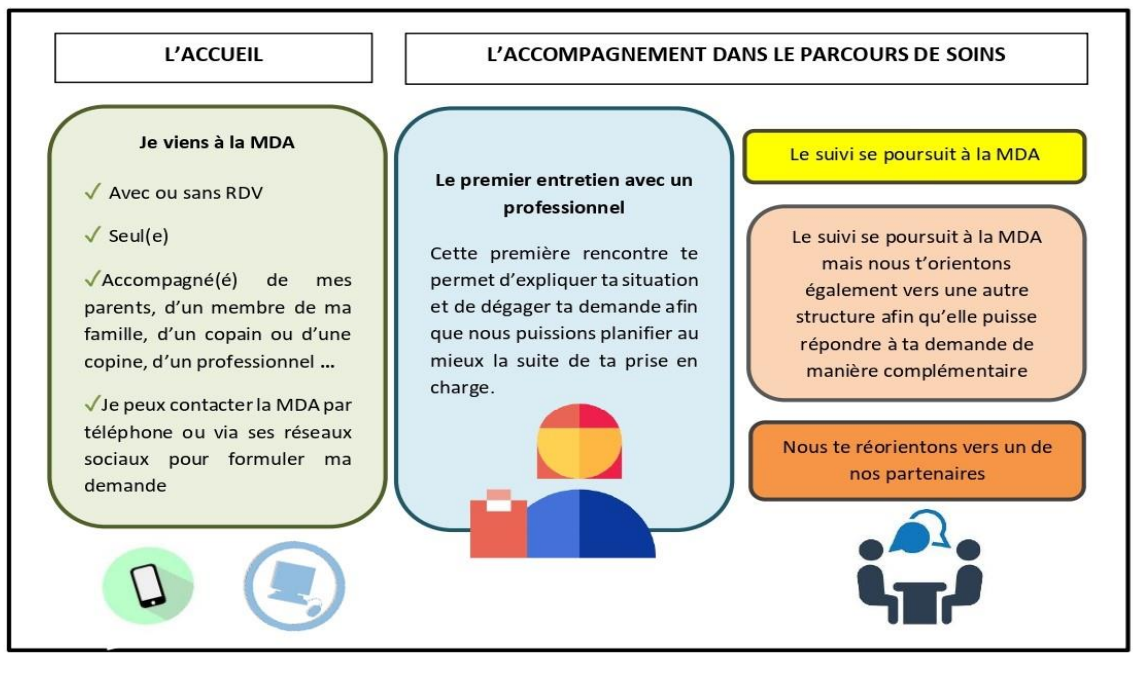 L’ACCUEIL
L’ACCOMPAGNEMENT DANS LE PARCOURS DE SOINS
Je viens à la MDA
✓ Avec ou sans RDV
✓ Seul(e)
✓Accompagné(é) de mes
parents, d’un membre de ma
famille, d’un copain ou d’une
copine, d’un professionnel ...
✓Je peux contacter la MDA par
téléphone ou via ses réseaux
sociaux pour formuler ma
demande
Le premier entretien avec un
professionnel
Cette première rencontre te
permet d’expliquer ta situation
et de dégager ta demande afin
que nous puissions planifier au
mieux la suite de ta prise en
charge.
Le suivi se poursuit à la MDA
Le suivi se poursuit à la MDA
mais nous t’orientons
également vers une autre
structure afin qu’elle puisse
répondre à ta demande de
manière complémentaire
Nous te réorientons vers un de
nos partenaires